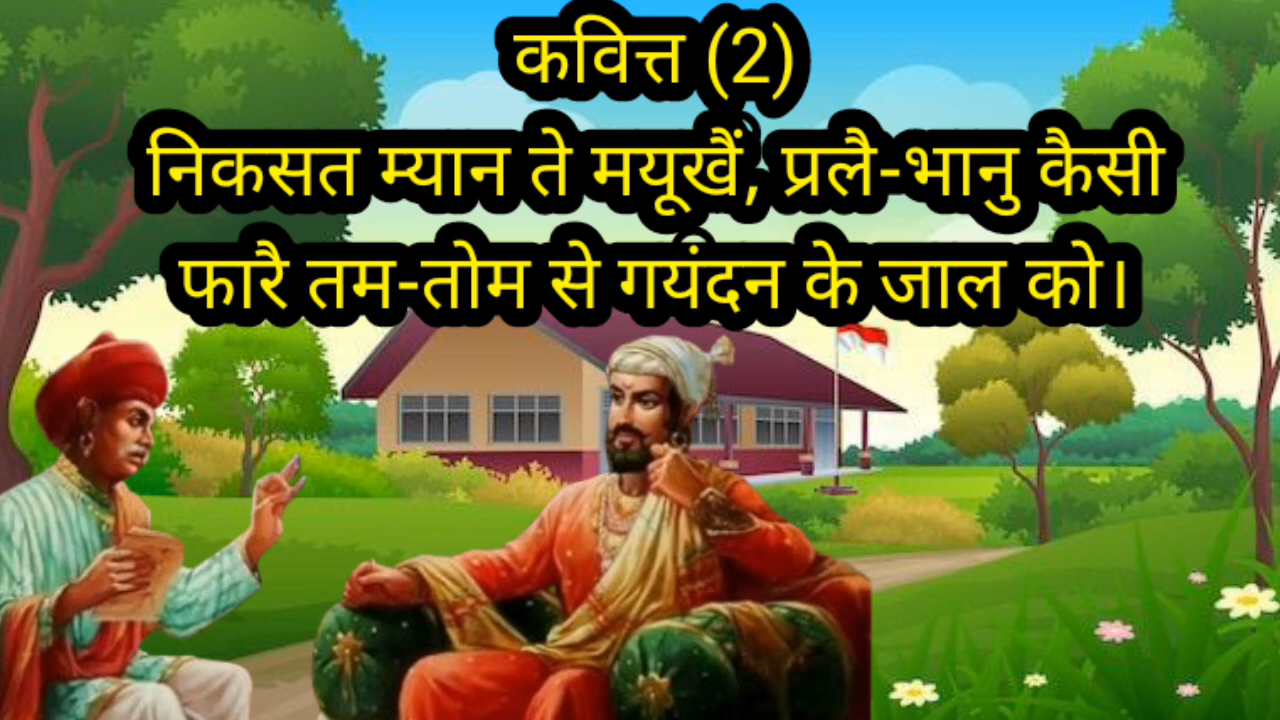 कवित्त (2)
निकसत म्यान ते मयूखैं, प्रलै-भानु कैसी
फारै तम-तोम से गयंदन के जाल को।